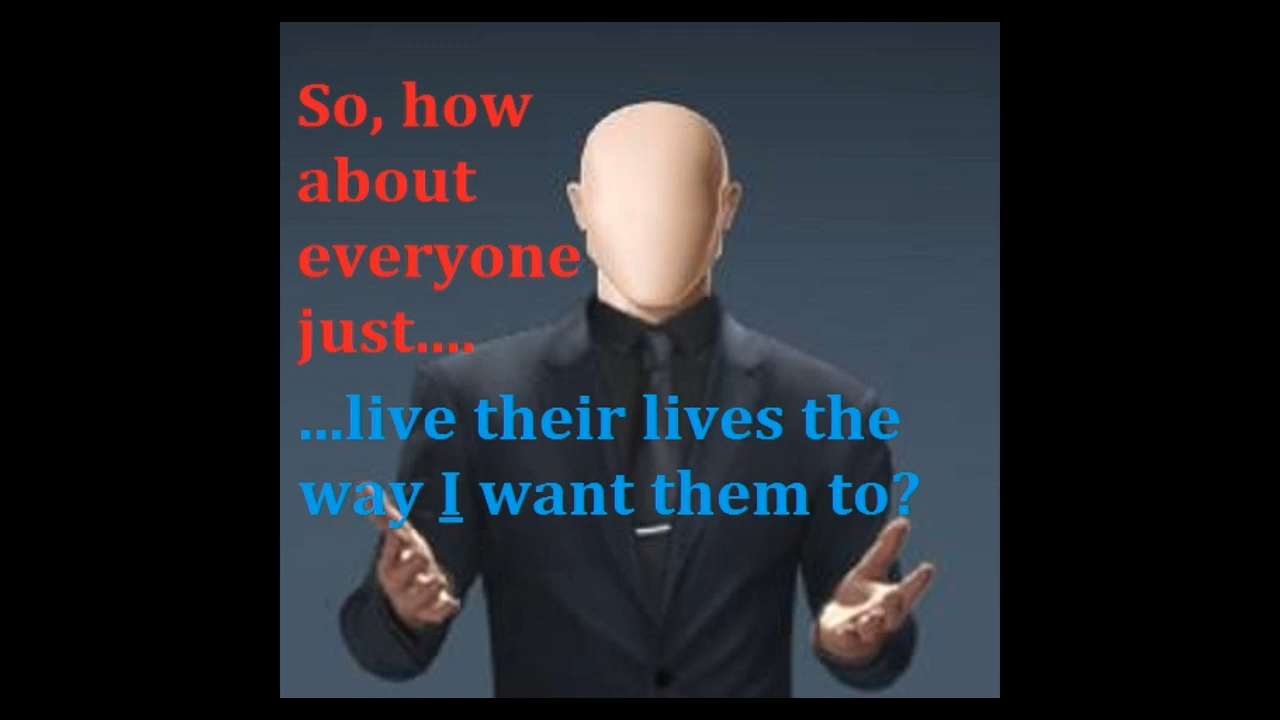 So, how
about
everyone
just....
...live their lives the
way I want them to?